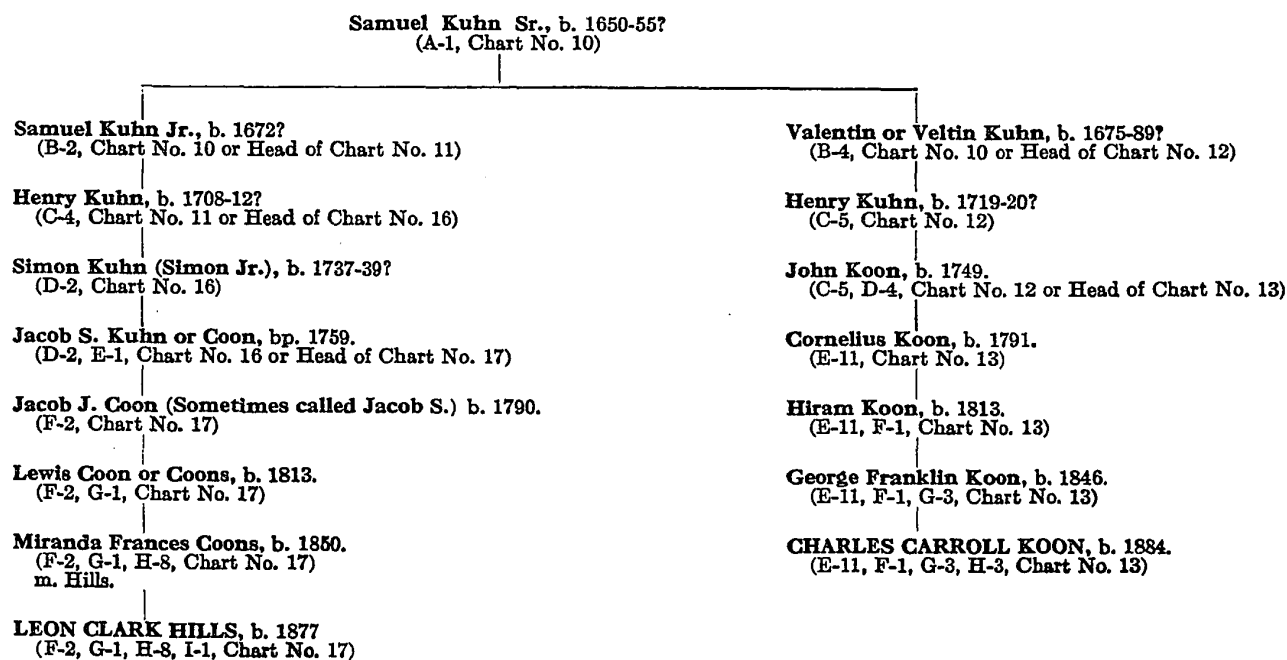 Samuel Kuhn Sr., b. 1650-55?
(A-1, Chart No. 10)
Samuel Kuhn Jr., b. 1672?
(B-2, Chart No. 10 or Head of Chart No. 11)
Henry Kuhn, b. 1708-12?
(C-4, Chart No. 11 or Head of Chart No. 16)
Simon Kuhn (Simon Jr.), b. 1737-39?
(D-2, Chart No. 16)
Jacob S. Kuhn or Coon, bp. 1759.
(D-2, E-1, Chart No. 16 or Head of Chart No. 17)
Jacob J. Coon (Sometimes called Jacob S.) b. 1790.
(F-2, Chart No. 17)
Lewis Coon or Coons, b. 1813.
(F-2, G-1, Chart No. 17)
Miranda Frances Coons, b. 1850.
(F-2, G-1, H-8, Chart No. 17)
m. Hills.
LEON CLARK HILLS, b. 1877
(F-2, G-1, H-8, I-1, Chart No. 17)
Valentin or Veltin Kuhn, b. 1675-89?
(B-4, Chart No. 10 or Head of Chart No. 12)
Henry Kuhn, b. 1719-20?
(C-5, Chart No. 12)
John Koon, b. 1749.
(C-5, D-4, Chart No. 12 or Head of Chart No. 13)
Cornelius Koon, b. 1791.
(E-11, Chart No. 13)
Hiram Koon, b. 1813.
(E-11, F-1, Chart No. 13)
George Franklin Koon, b. 1846.
(E-11, F-1, G-3, Chart No. 13)
CHARLES CARROLL KOON, b. 1884.
(E-11, F-1, G-3, H-3, Chart No. 13)